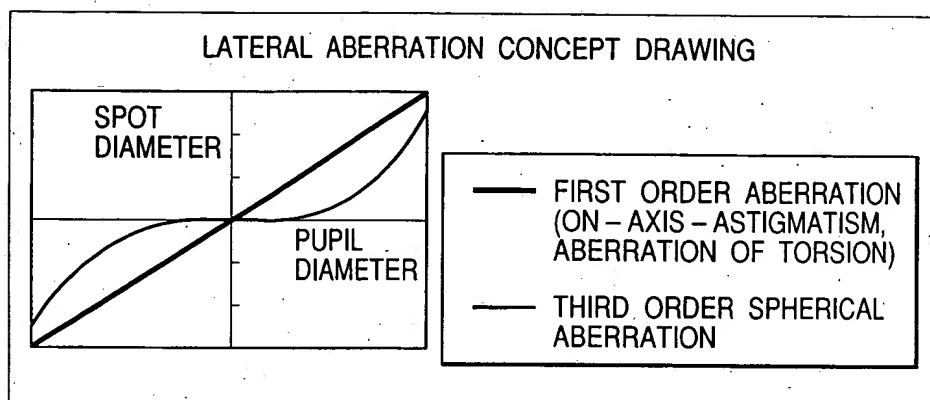 LATERAL ABERRATION CONCEPT DRAWING
SPOT
DIAMETER
PUPIL
DIAMETER
FIRST ORDER ABERRATION
(ON – AXIS – ASTIGMATISM,
ABERRATION OF TORSION)
THIRD ORDER SPHERICAL
ABERRATION